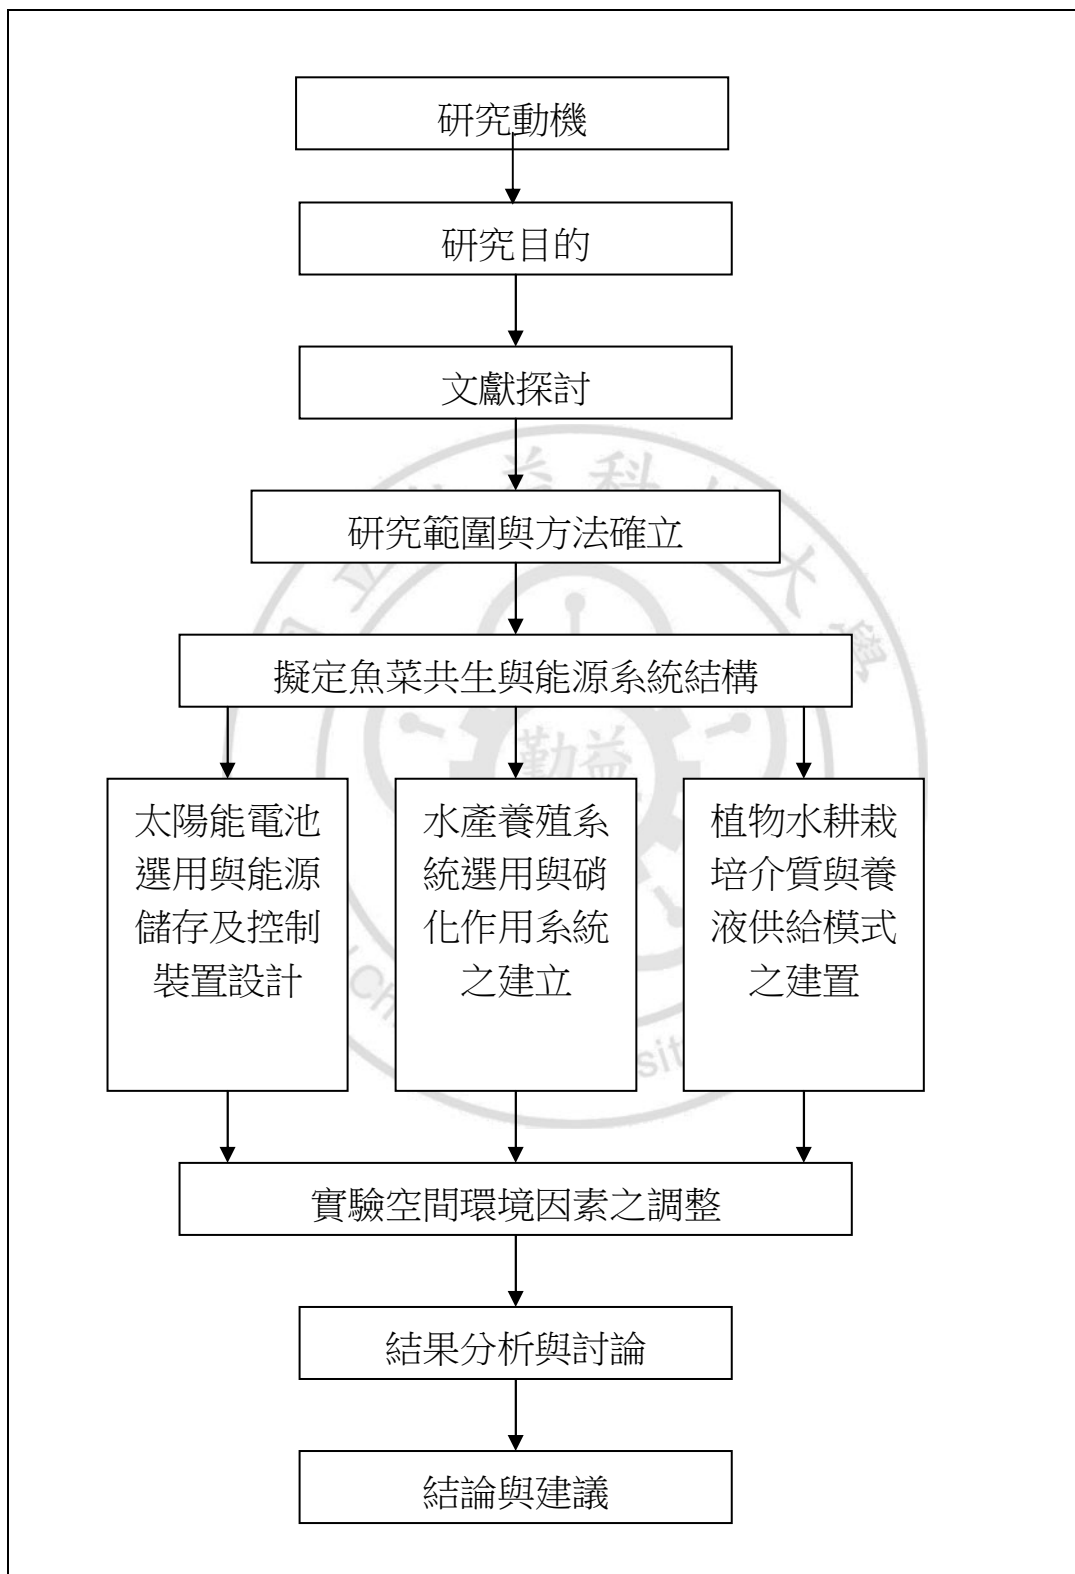 研究動機
研究目的
文獻探討
研究範圍與方法確立
擬定魚菜共生與能源系統結構
太陽能電池
選用與能源
儲存及控制
裝置設計
水產養殖系
統選用與硝
化作用系統
之建立
植物水耕栽
培介質與養
液供給模式
之建置
實驗空間環境因素之調整
結果分析與討論
結論與建議
勤益